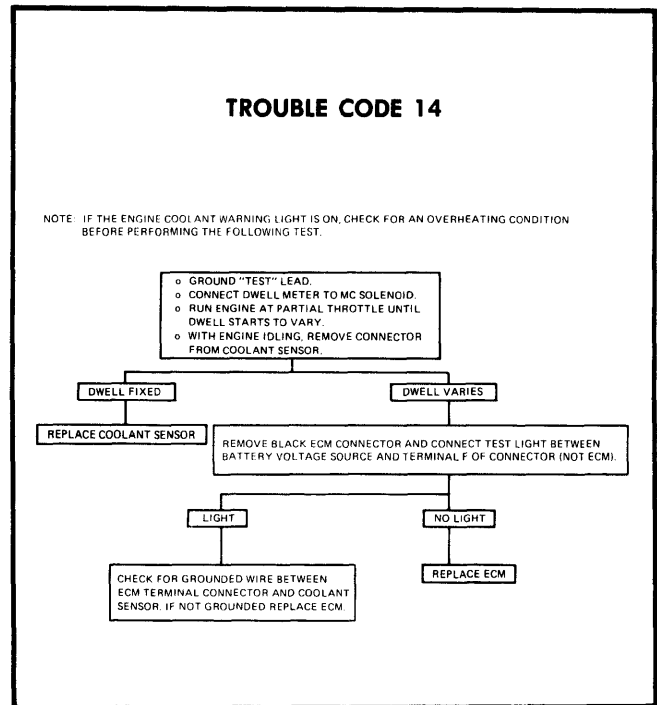 TROUBLE CODE 14
NOTE: IF THE ENGINE COOLANT WARNING LIGHT IS ON, CHECK FOR AN OVERHEATING CONDITION
BEFORE PERFORMING THE FOLLOWING TEST.
o GROUND "TEST" LEAD.
o CONNECT DWELL METER TO MC SOLENOID.
o RUN ENGINE AT PARTIAL THROTTLE UNTIL
DWELL STARTS TO VARY.
o WITH ENGINE IDLING, REMOVE CONNECTOR
FROM COOLANT SENSOR.
DWELL FIXED
DWELL VARIES
REPLACE COOLANT SENSOR
REMOVE BLACK ECM CONNECTOR AND CONNECT TEST LIGHT BETWEEN
BATTERY VOLTAGE SOURCE AND TERMINAL F OF CONNECTOR (NOT ECM).
LIGHT
NO LIGHT
CHECK FOR GROUNDED WIRE BETWEEN
ECM TERMINAL CONNECTOR AND COOLANT
SENSOR. IF NOT GROUNDED REPLACE ECM.
REPLACE ECM